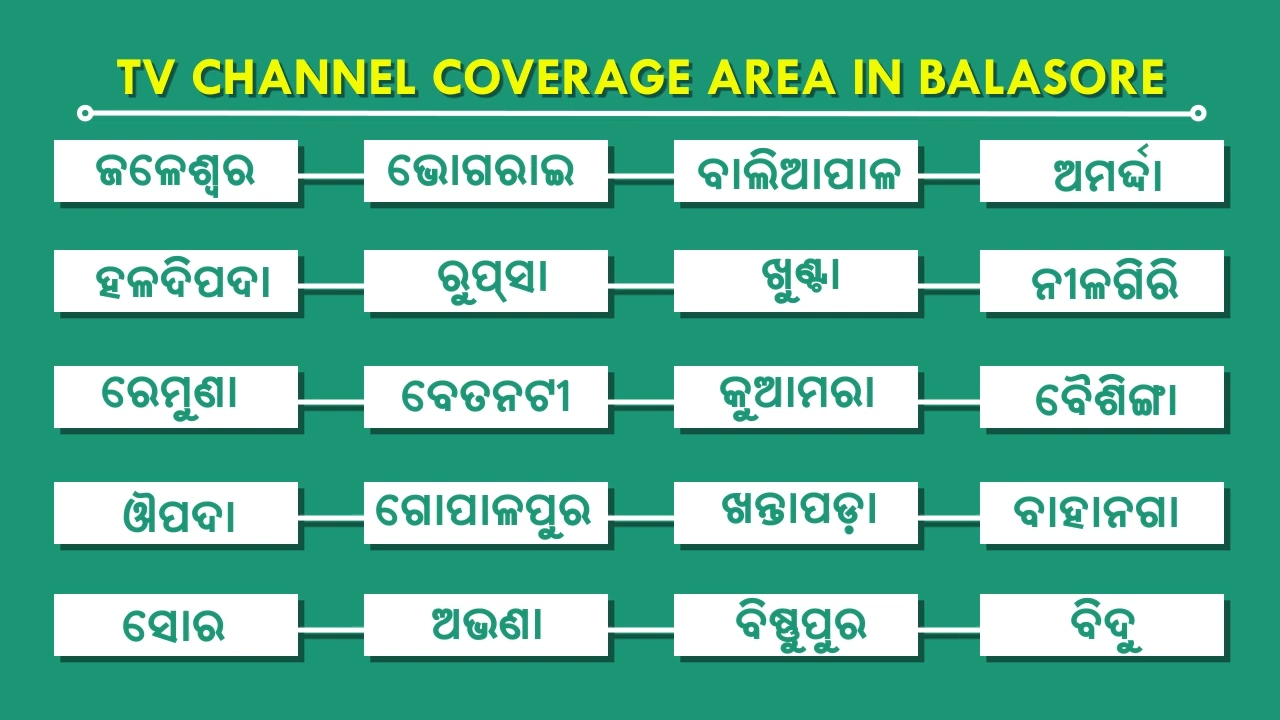 TV CHANNEL COVERAGE AREA IN BALASORE
ଜଳେଶ୍ୱର ଭୋଗରାଇ ବାଲିଆପାଳ ଅମର୍ଦ୍ଦା
ହଳଦିପଦା ରୁପ୍‌ସା ଖୁଣ୍ଟା ନୀଳଗିରି
ରେମୁଣା ବେତନଟୀ କୁଆମରା ବୈଶିଙ୍ଗା
ଔପଦା ଗୋପାଳପୁର ଖନ୍ତାପଡ଼ା ବାହାନଗା
ସୋର ଅଭଣା ବିଷ୍ଣୁପୁର ବିଦୁ